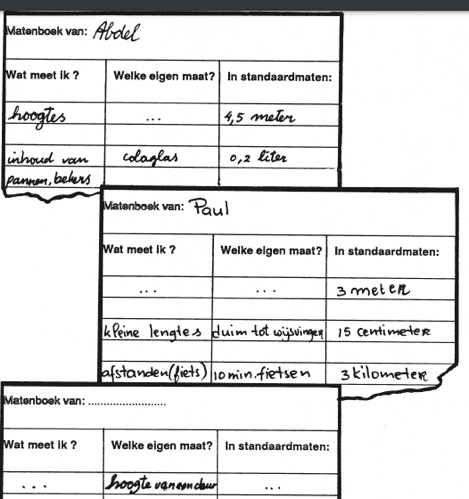 Matenboek van: Abdel
Wat meet ik ? Welke eigen maat? In standaardmaten:
hoogtes ... 4,5 meter
inhoud van colaglas 0,2 liter
pannen, bekers
Matenboek van: Paul
Wat meet ik ? Welke eigen maat? In standaardmaten:
... ... 3 meter
kleine lengtes duim tot wijsvinger 15 centimeter
afstanden (fiets) 10 min. fietsen 3 kilometer
Matenboek van: ........................
Wat meet ik ? Welke eigen maat? In standaardmaten:
... hoogte van een deur ...